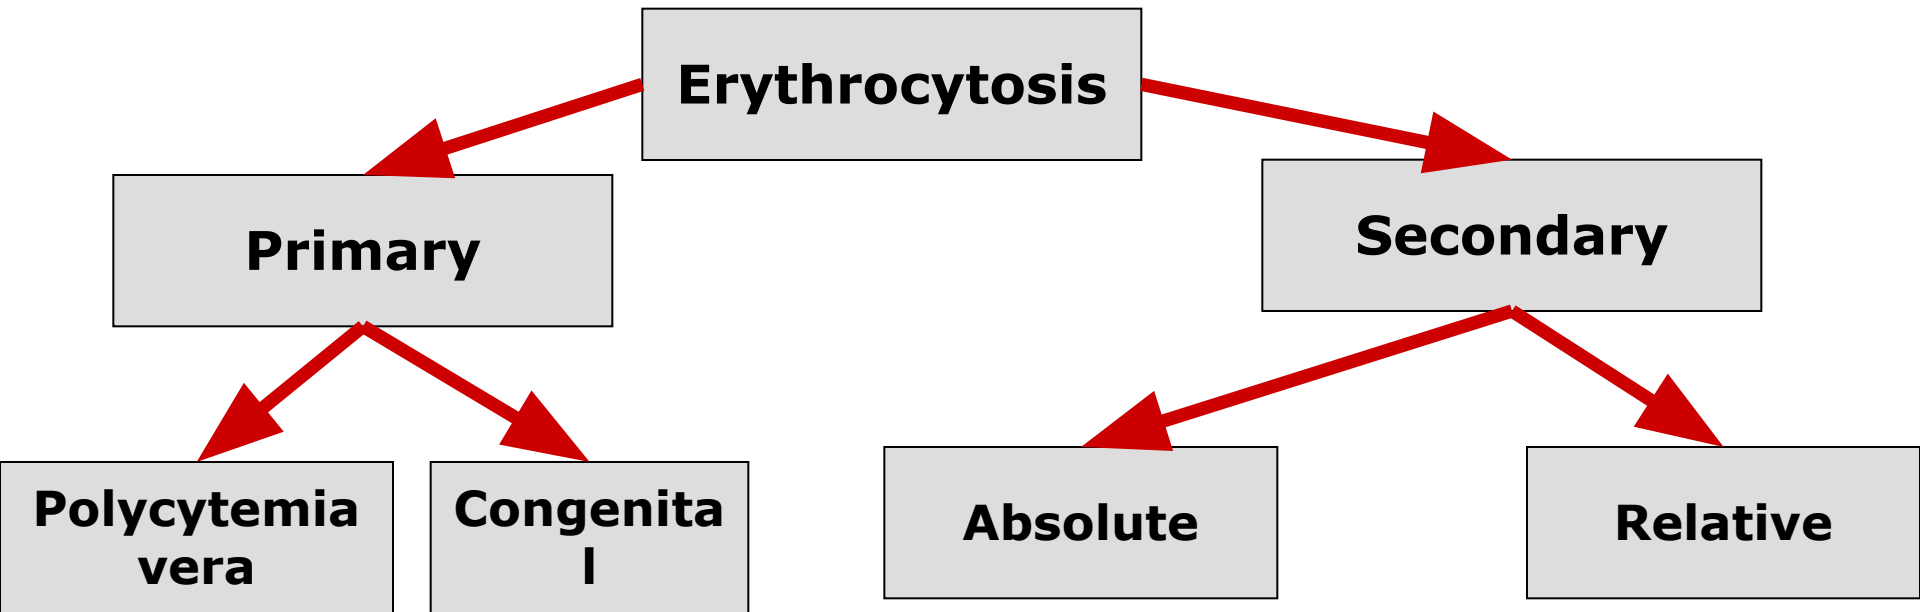 Erythrocytosis
Primary
Secondary
Polycytemia
vera
Congenita
l
Absolute
Relative